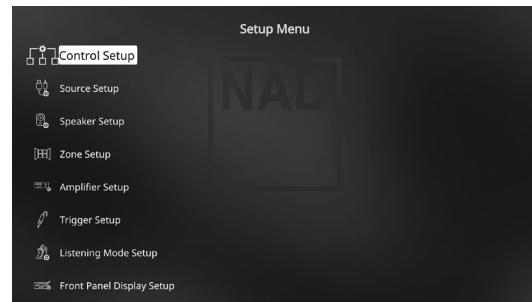 Setup Menu
Control Setup
NAD
Source Setup
Speaker Setup
Zone Setup
Amplifier Setup
Trigger Setup
Listening Mode Setup
Front Panel Display Setup